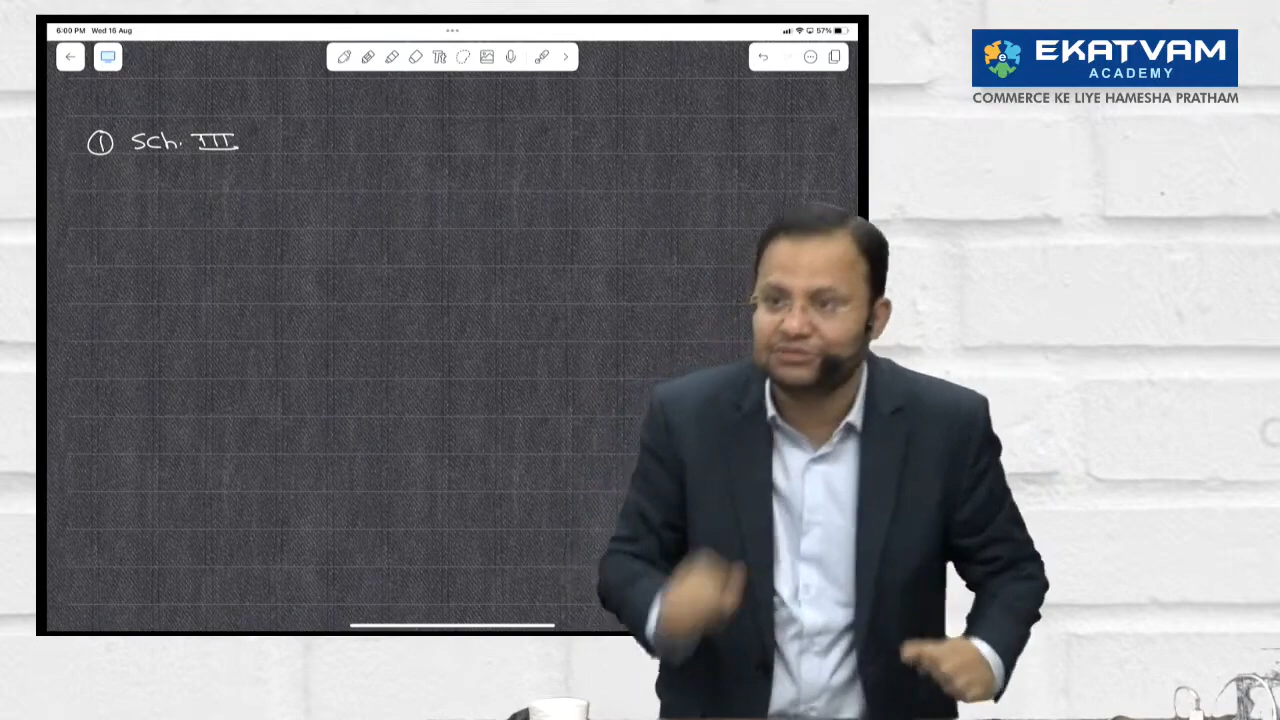 6:00 PM Wed 16 Aug
57%
① Sch. III
EKATVAM
ACADEMY
COMMERCE KE LIYE HAMESHA PRATHAM